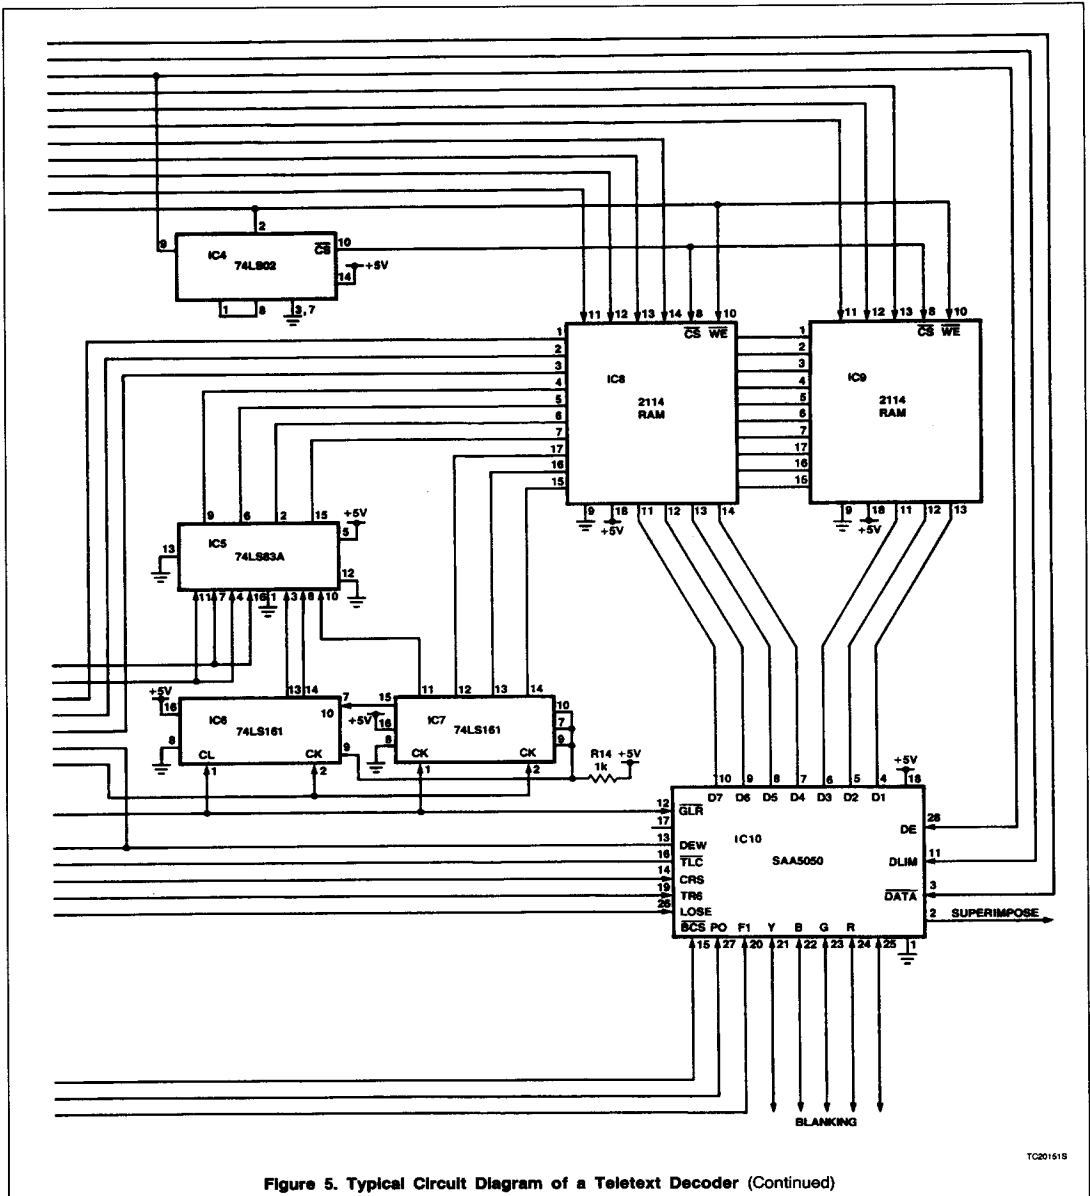 9
2
IC4
74LS02
CS
10
14
+5V
1
8
3,7
11 12 13 14 8 10
CS WE
1
2
3
4
5
6
7
17
16
15
IC8
2114
RAM
9
18
+5V
11 12 13 14
11 12 13 8 10
CS WE
1
2
3
4
5
6
7
17
16
15
IC9
2114
RAM
9
18
+5V
11 12 13
9 6 2 15
+5V
5
13
IC5
74LS83A
12
11 7 4 16 1 3 8 10
+5V
16
13 14
7
10
IC6
74LS161
8
9
CL
CK
1
2
15
11 12 13 14
+5V
16
IC7
74LS161
8
10
7
9
CK
CK
1
2
R14
1k
+5V
10 9 8 7 6 5 4
+5V
18
D7 D6 D5 D4 D3 D2 D1
12 GLR
17
13 DEW
16 TLC
14 CRS
19 TR6
26 LOSE
IC10
SAA5050
DE 28
DLIM 11
DATA 3
2 SUPERIMPOSE
BCS PO F1 Y B G R
15 27 20 21 22 23 24 25 1
BLANKING
TC20151S
Figure 5. Typical Circuit Diagram of a Teletext Decoder (Continued)